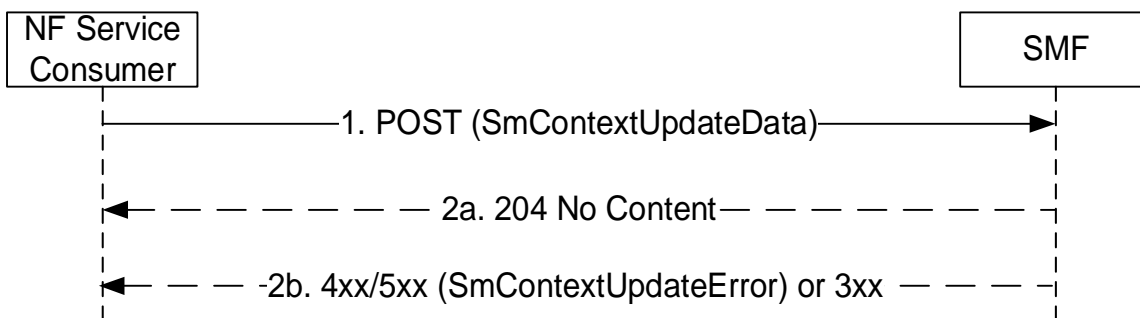 NF Service
Consumer
SMF
1. POST (SmContextUpdateData)
2a. 204 No Content
2b. 4xx/5xx (SmContextUpdateError) or 3xx